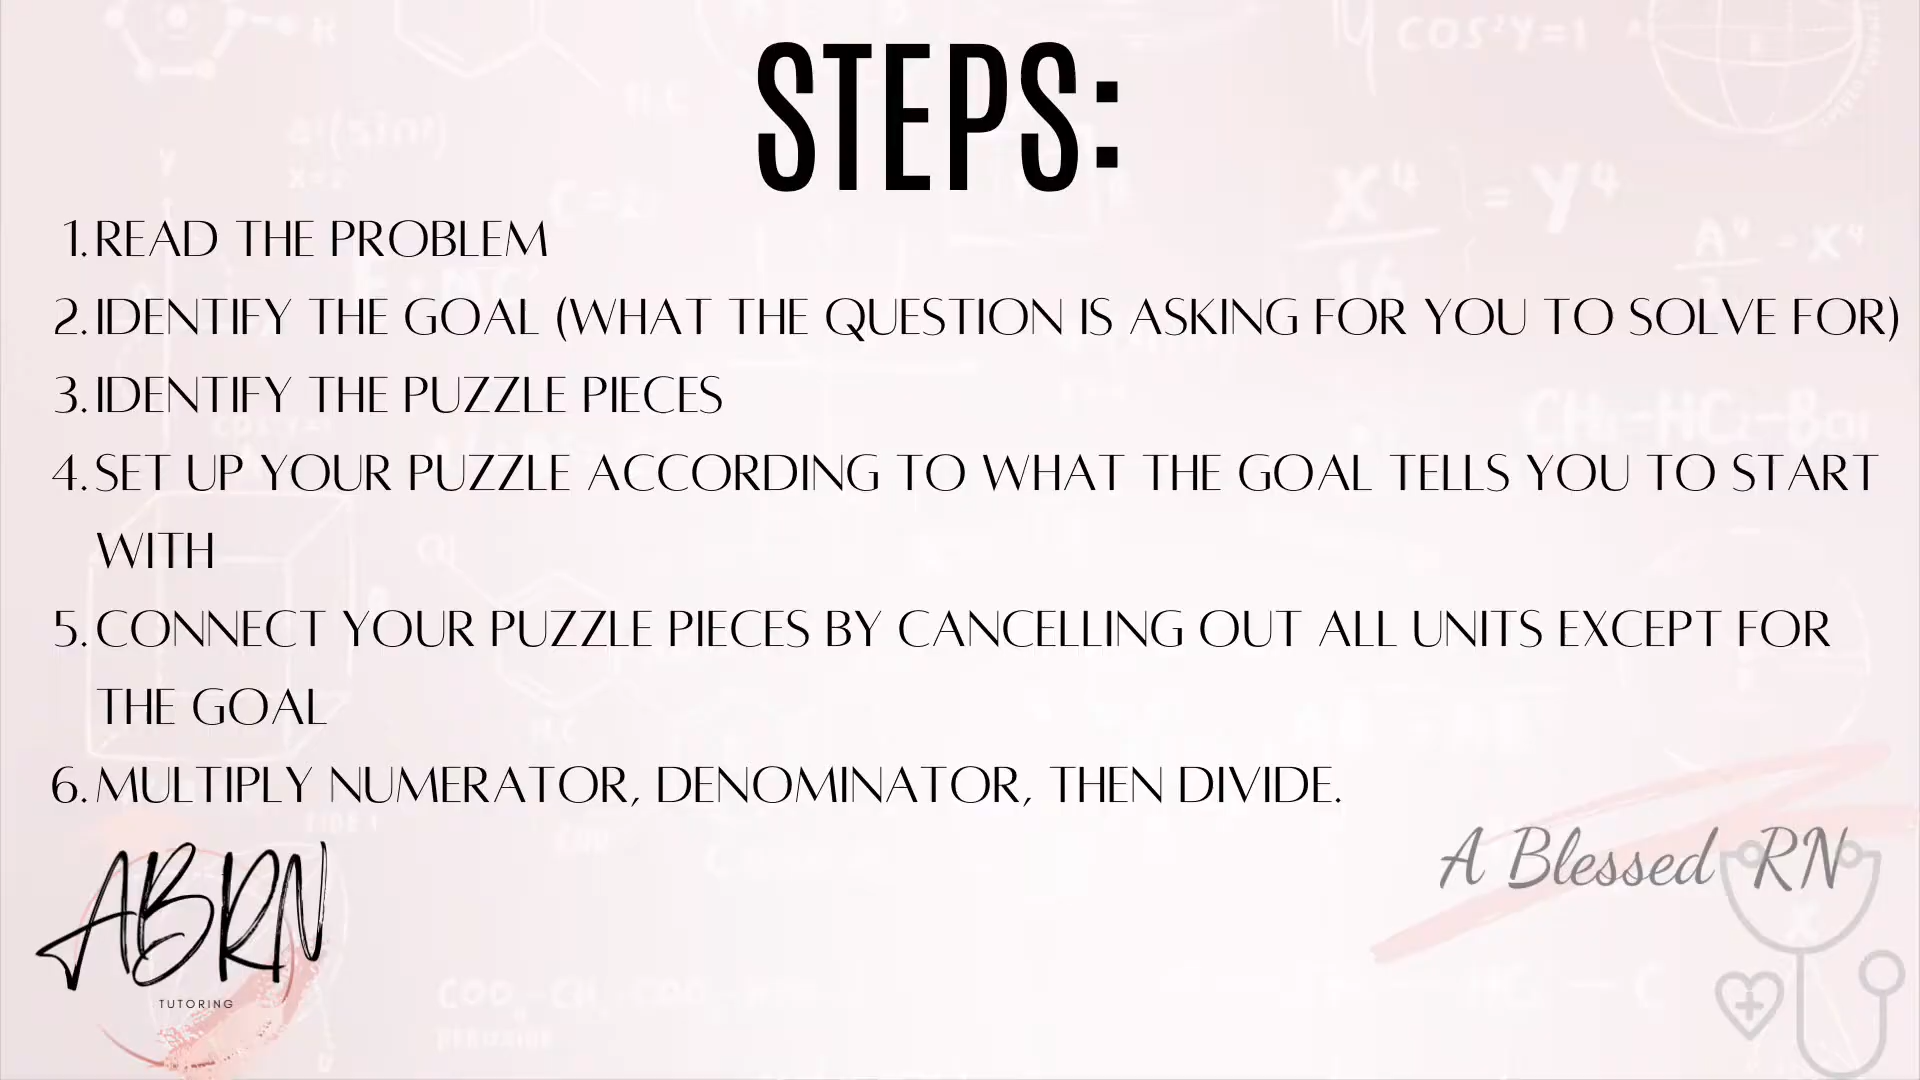 STEPS:
1. READ THE PROBLEM
2. IDENTIFY THE GOAL (WHAT THE QUESTION IS ASKING FOR YOU TO SOLVE FOR)
3. IDENTIFY THE PUZZLE PIECES
4. SET UP YOUR PUZZLE ACCORDING TO WHAT THE GOAL TELLS YOU TO START
WITH
5. CONNECT YOUR PUZZLE PIECES BY CANCELLING OUT ALL UNITS EXCEPT FOR
THE GOAL
6. MULTIPLY NUMERATOR, DENOMINATOR, THEN DIVIDE.
A Blessed RN
ABRN
TUTORING